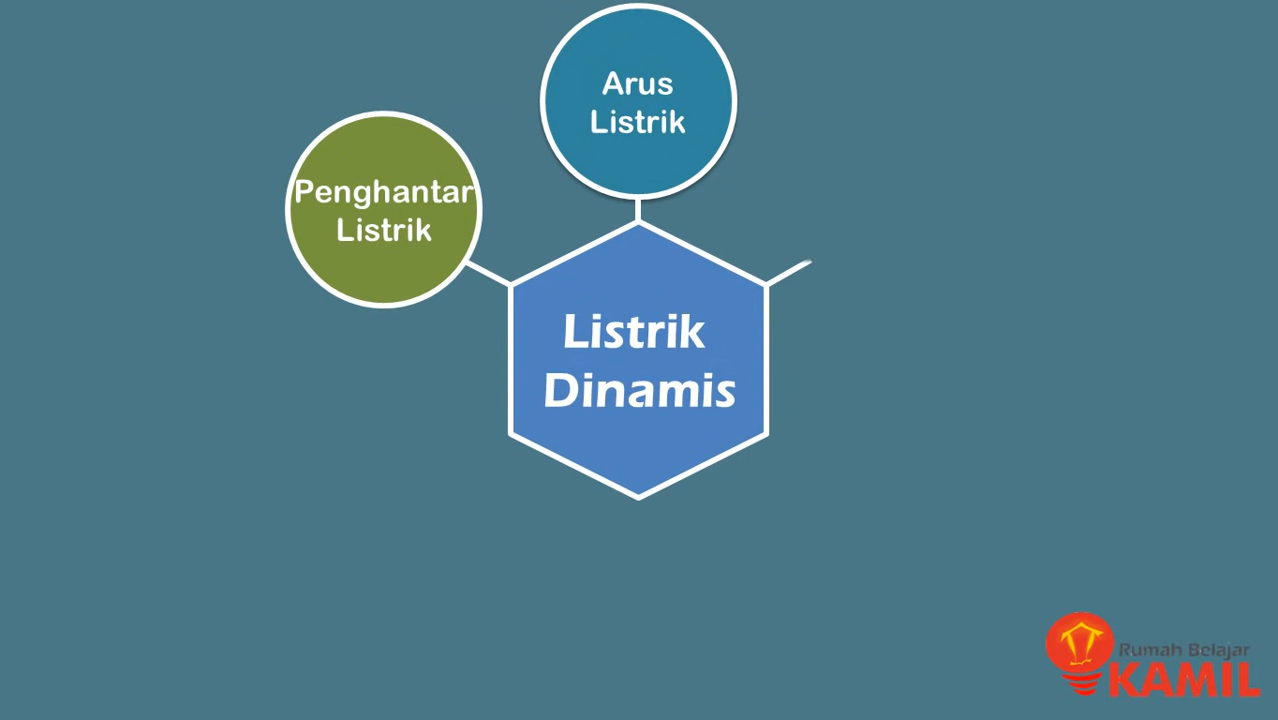 Arus
Listrik
Penghantar
Listrik
Listrik
Dinamis
Rumah Belajar
KAMIL